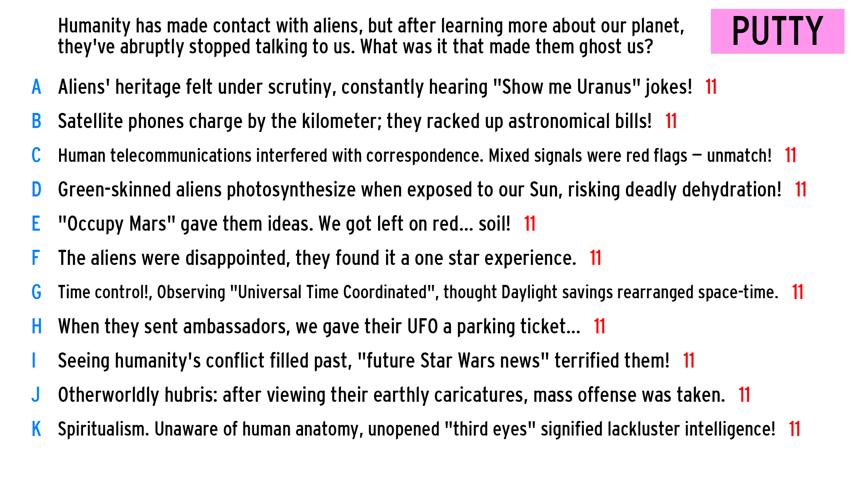 Humanity has made contact with aliens, but after learning more about our planet,
they've abruptly stopped talking to us. What was it that made them ghost us?
PUTTY
A Aliens' heritage felt under scrutiny, constantly hearing "Show me Uranus" jokes! 11
B Satellite phones charge by the kilometer; they racked up astronomical bills! 11
C Human telecommunications interfered with correspondence. Mixed signals were red flags – unmatch! 11
D Green-skinned aliens photosynthesize when exposed to our Sun, risking deadly dehydration! 11
E "Occupy Mars" gave them ideas. We got left on red... soil! 11
F The aliens were disappointed, they found it a one star experience. 11
G Time control!, Observing "Universal Time Coordinated", thought Daylight savings rearranged space-time. 11
H When they sent ambassadors, we gave their UFO a parking ticket... 11
I Seeing humanity's conflict filled past, "future Star Wars news" terrified them! 11
J Otherworldly hubris: after viewing their earthly caricatures, mass offense was taken. 11
K Spiritualism. Unaware of human anatomy, unopened "third eyes" signified lackluster intelligence! 11